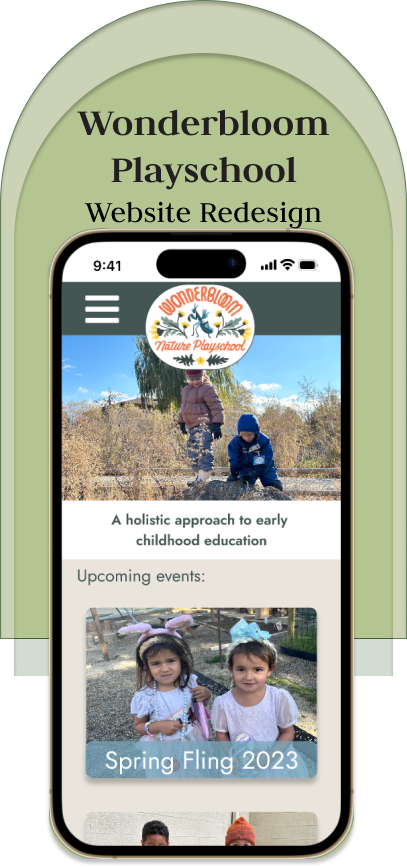 Wonderbloom
Playschool
Website Redesign
9:41
WONDERBLOOM
Nature Playschool
A holistic approach to early
childhood education
Upcoming events:
Spring Fling 2023